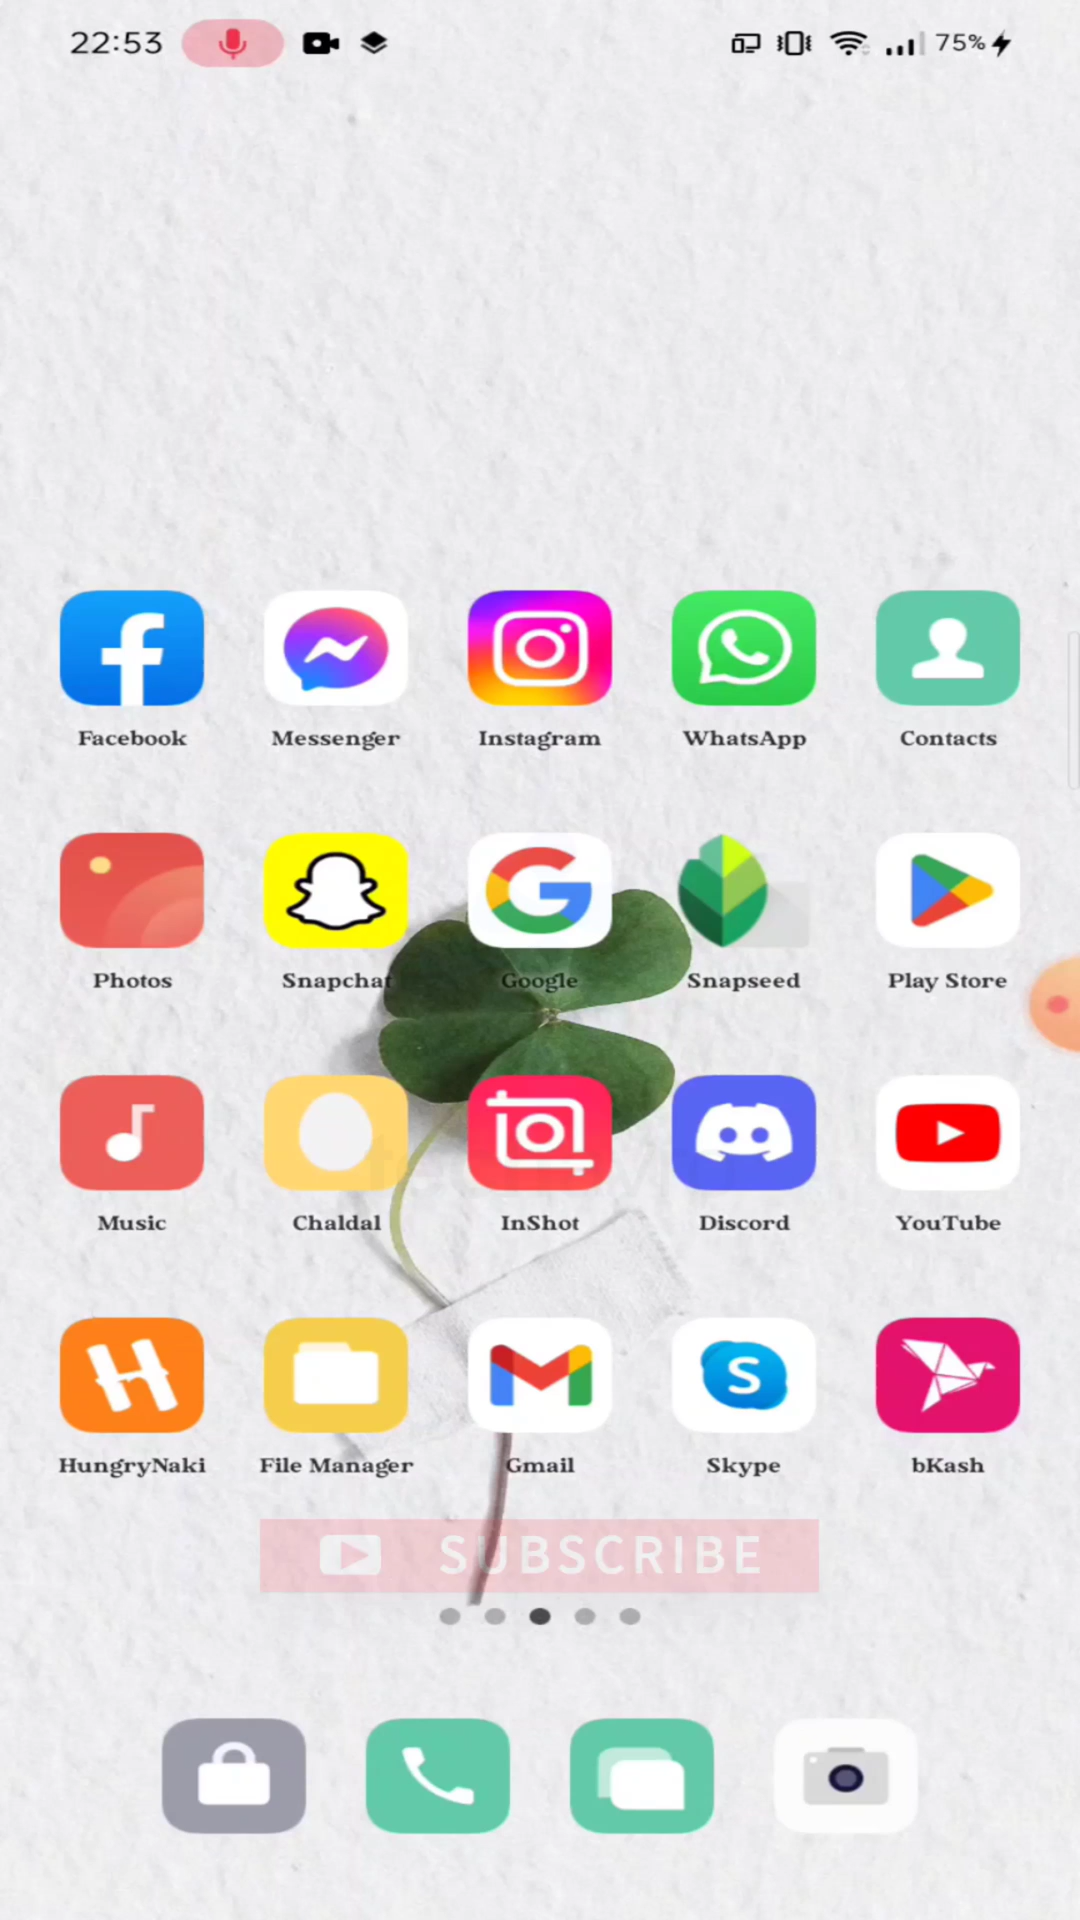 22:53 75%
Facebook Messenger Instagram WhatsApp Contacts
Photos Snapchat Google Snapseed Play Store
Music Chaldal InShot Discord YouTube
HungryNaki File Manager Gmail Skype bKash
SUBSCRIBE